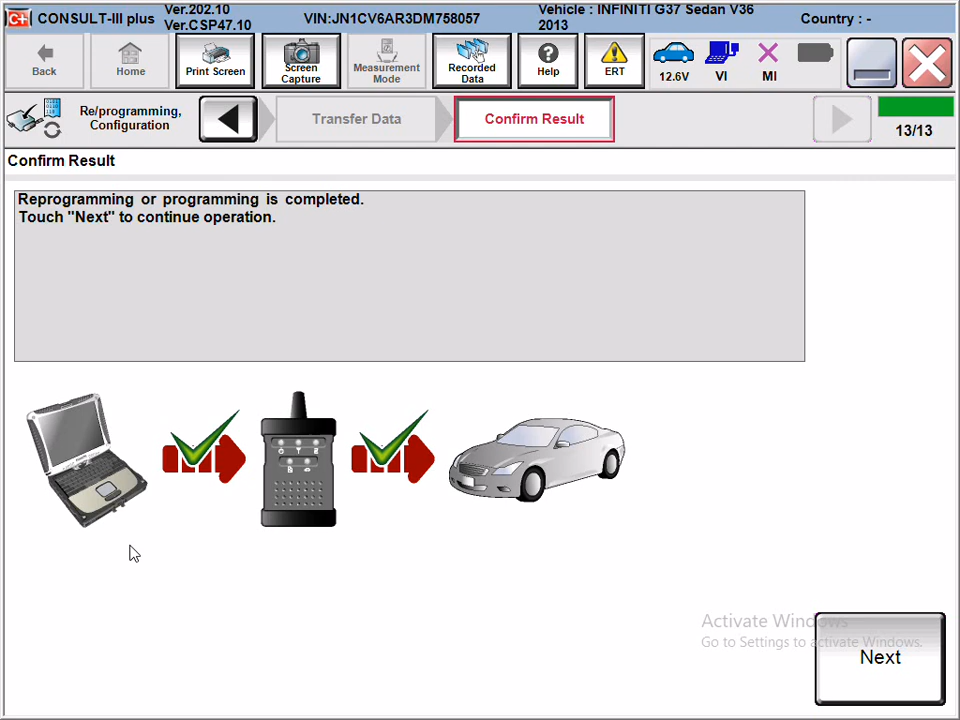 C+ CONSULT-III plus
Ver.202.10
Ver.CSP47.10
VIN:JN1CV6AR3DM758057
Vehicle : INFINITI G37 Sedan V36
2013
Country : -
Back
Home
Print Screen
Screen
Capture
Measurement
Mode
Recorded
Data
Help
ERT
12.6V
VI
MI
Re/programming,
Configuration
Transfer Data
Confirm Result
13/13
Confirm Result
Reprogramming or programming is completed.
Touch "Next" to continue operation.
Activate Windows
Go to Settings to activate Windows.
Next